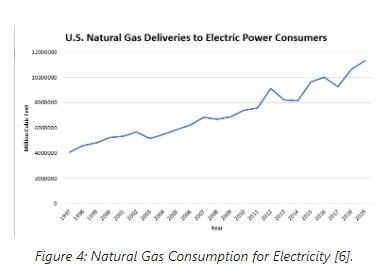 U.S. Natural Gas Deliveries to Electric Power Consumers
12000000
10000000
8000000
6000000
4000000
2000000
0
Million Cubic Feet
1997 1998 1999 2000 2001 2002 2003 2004 2005 2006 2007 2008 2009 2010 2011 2012 2013 2014 2015 2016 2017 2018 2019
Year
Figure 4: Natural Gas Consumption for Electricity [6].